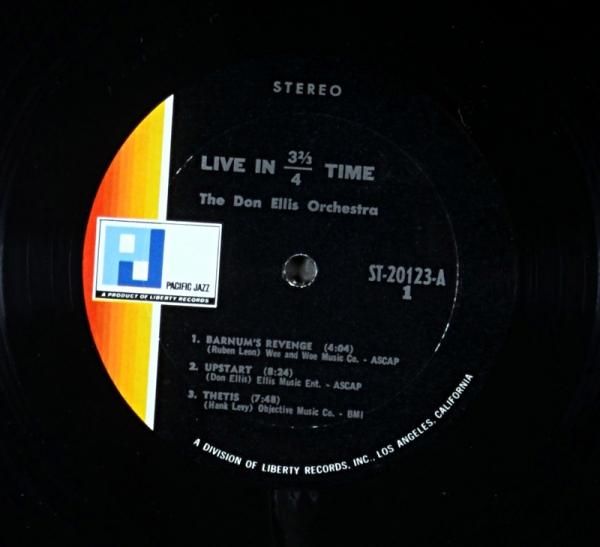 STEREO
LIVE IN 3⅔/4 TIME
The Don Ellis Orchestra
PJ
PACIFIC JAZZ
A PRODUCT OF LIBERTY RECORDS
ST-20123-A
1
1. BARNUM'S REVENGE (4:04)
(Ruben Leon) Wee and Woe Music Co. - ASCAP
2. UPSTART (8:24)
(Don Ellis) Ellis Music Ent. - ASCAP
3. THETIS (7:48)
(Hank Levy) Objective Music Co. - BMI
A DIVISION OF LIBERTY RECORDS, INC., LOS ANGELES, CALIFORNIA